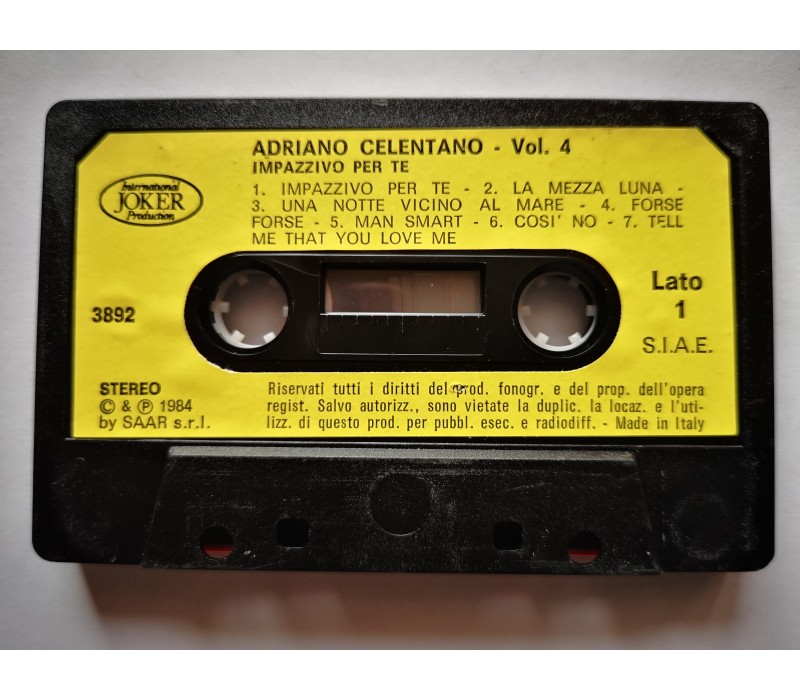 ADRIANO CELENTANO - Vol. 4
IMPAZZIVO PER TE
1. IMPAZZIVO PER TE - 2. LA MEZZA LUNA -
3. UNA NOTTE VICINO AL MARE - 4. FORSE
FORSE - 5. MAN SMART - 6. COSI' NO - 7. TELL
ME THAT YOU LOVE ME
International
JOKER
Production
3892
Lato
1
S.I.A.E.
STEREO
© & ℗ 1984
by SAAR s.r.l.
Riservati tutti i diritti del prod. fonogr. e del prop. dell'opera
regist. Salvo autorizz., sono vietate la duplic. la locaz. e l'uti-
lizz. di questo prod. per pubbl. esec. e radiodiff. - Made in Italy